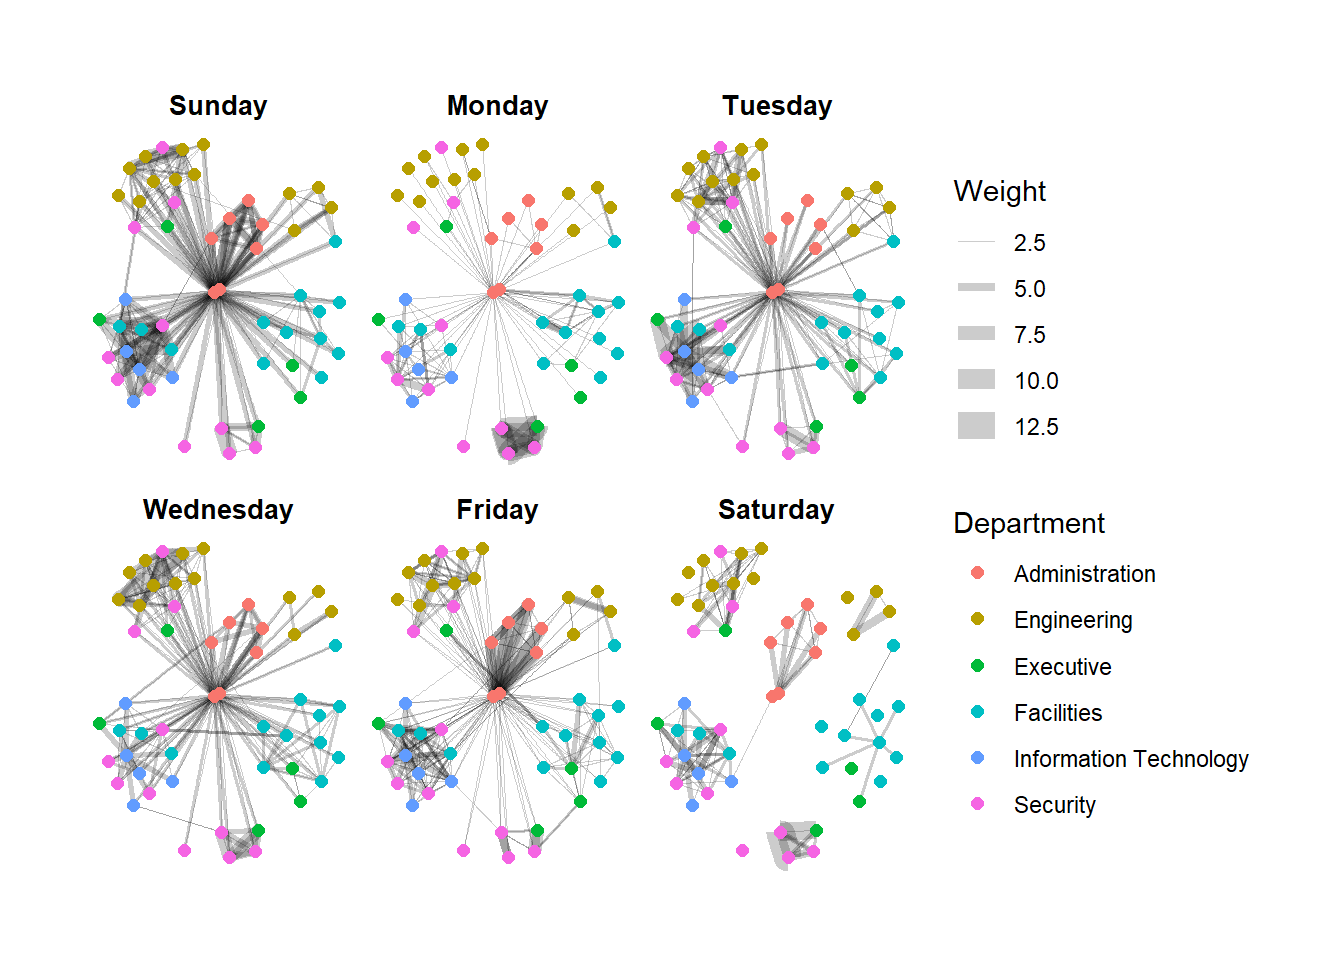 Sunday
Monday
Tuesday
Wednesday
Friday
Saturday
Weight
2.5
5.0
7.5
10.0
12.5
Department
Administration
Engineering
Executive
Facilities
Information Technology
Security